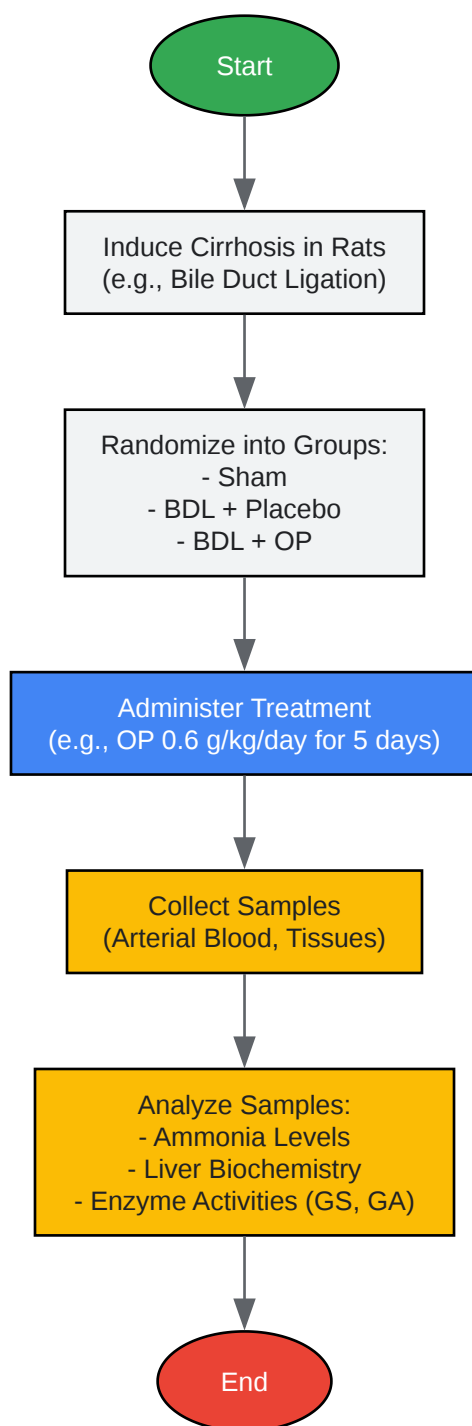 Start
Induce Cirrhosis in Rats
(e.g., Bile Duct Ligation)
Randomize into Groups:
- Sham
- BDL + Placebo
- BDL + OP
Administer Treatment
(e.g., OP 0.6 g/kg/day for 5 days)
Collect Samples
(Arterial Blood, Tissues)
Analyze Samples:
- Ammonia Levels
- Liver Biochemistry
- Enzyme Activities (GS, GA)
End